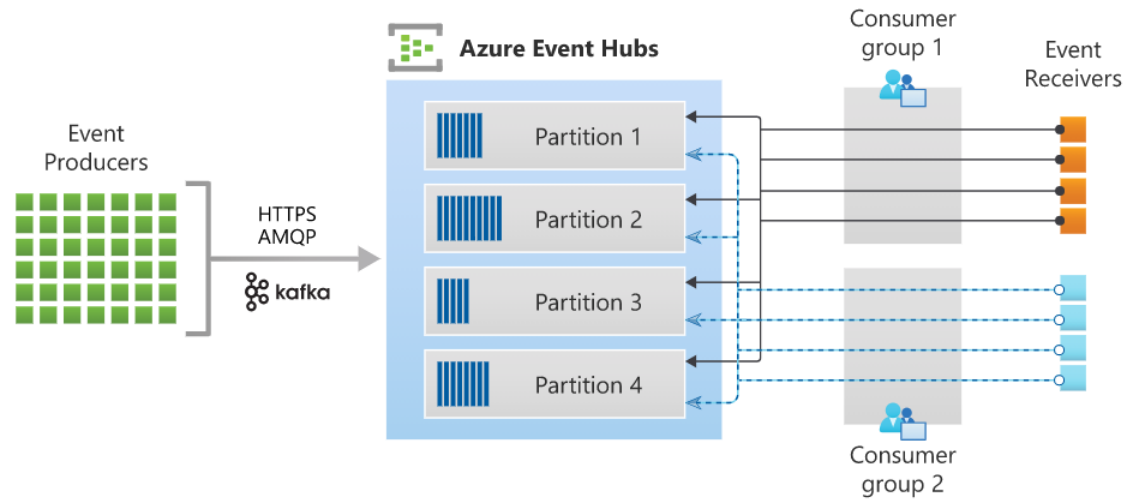 Event
Producers
HTTPS
AMQP
kafka
Azure Event Hubs
Partition 1
Partition 2
Partition 3
Partition 4
Consumer
group 1
Event
Receivers
Consumer
group 2